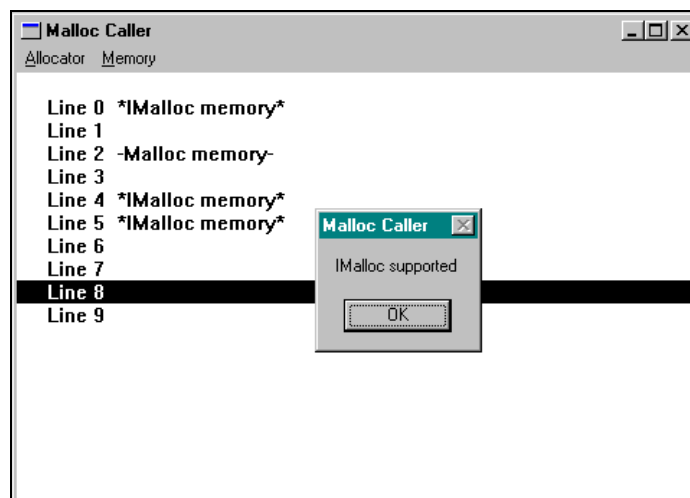 Malloc Caller
Allocator Memory
Line 0 *IMalloc memory*
Line 1
Line 2 -Malloc memory-
Line 3
Line 4 *IMalloc memory*
Line 5 *IMalloc memory*
Line 6
Line 7
Line 8
Line 9
Malloc Caller
IMalloc supported
OK